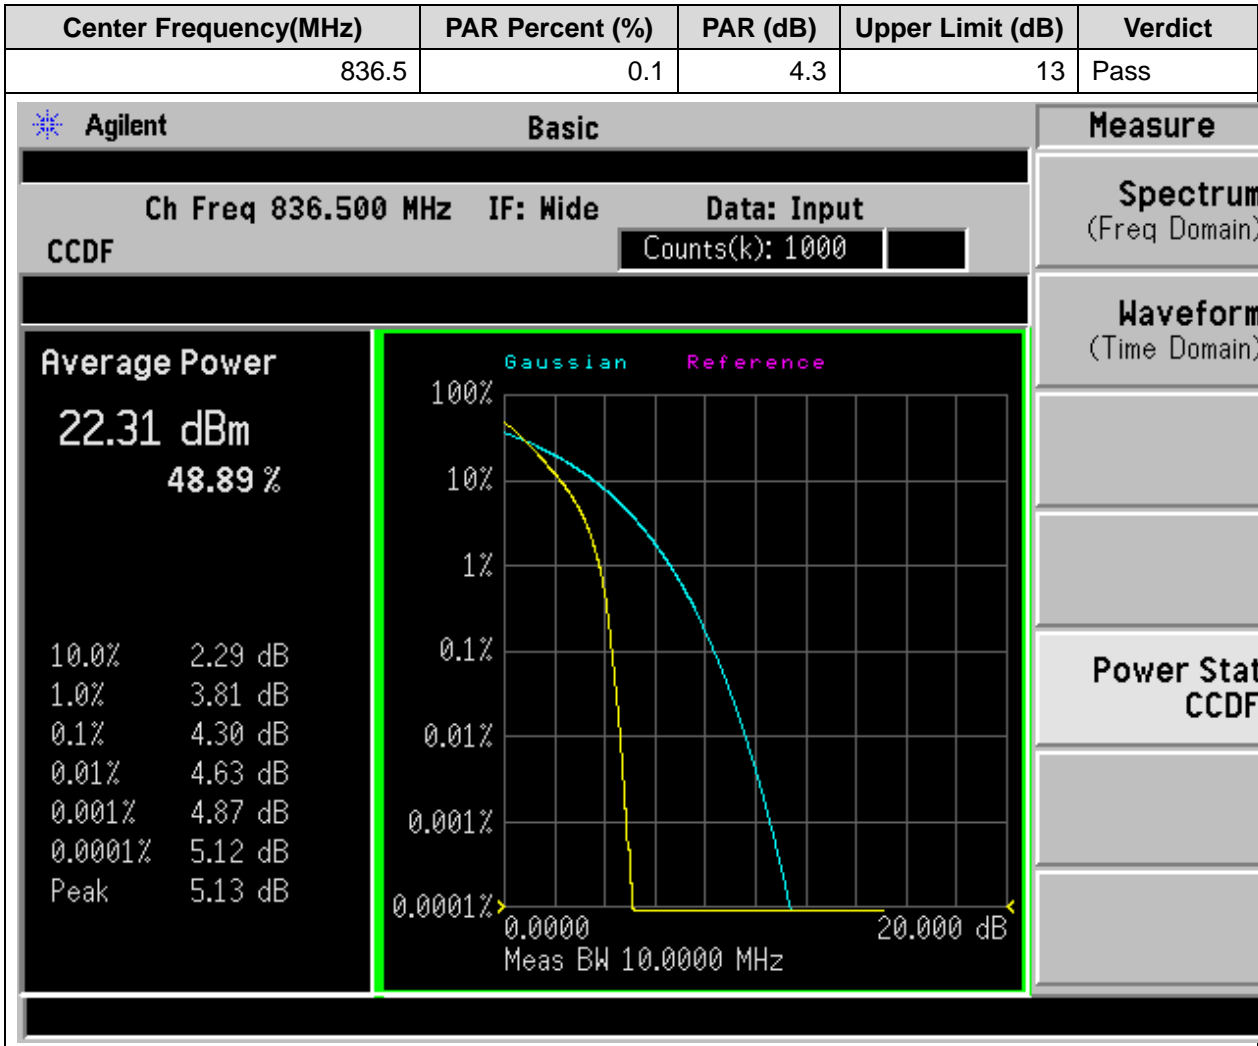 Center Frequency(MHz) PAR Percent (%) PAR (dB) Upper Limit (dB) Verdict
836.5 0.1 4.3 13 Pass
Agilent Basic Measure
Ch Freq 836.500 MHz IF: Wide Data: Input
CCDF Counts(k): 1000
Spectrum
(Freq Domain)
Waveform
(Time Domain)
Power Stat
CCDF
Average Power
22.31 dBm
48.89 %
10.0% 2.29 dB
1.0% 3.81 dB
0.1% 4.30 dB
0.01% 4.63 dB
0.001% 4.87 dB
0.0001% 5.12 dB
Peak 5.13 dB
Gaussian Reference
100%
10%
1%
0.1%
0.01%
0.001%
0.0001%
0.0000 20.000 dB
Meas BW 10.0000 MHz